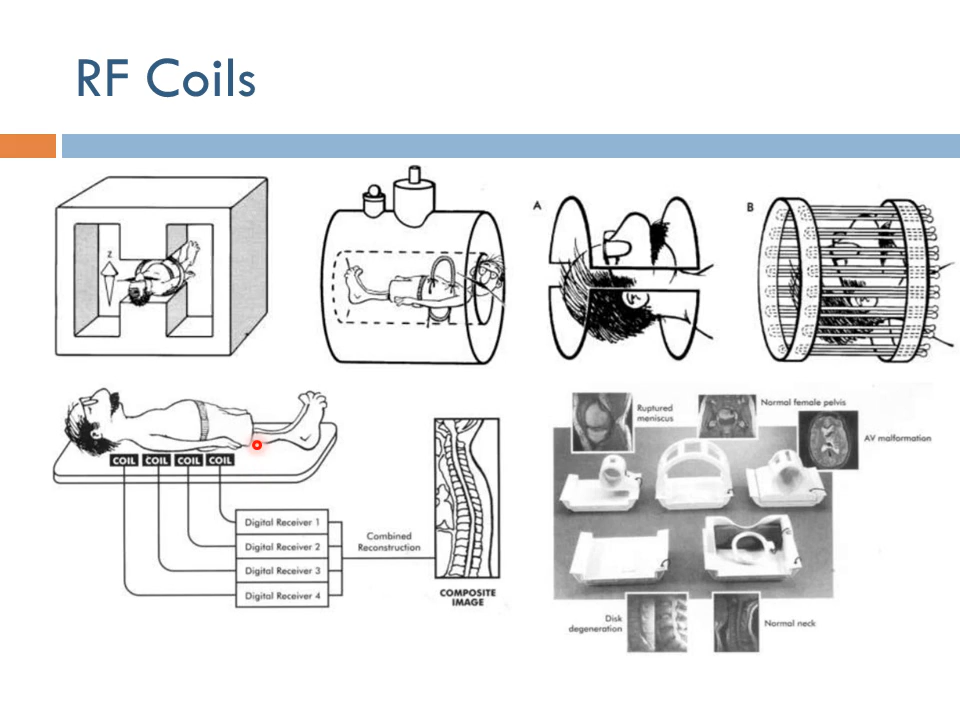 RF Coils
A
B
Z
COIL COIL COIL COIL
Digital Receiver 1
Digital Receiver 2
Digital Receiver 3
Digital Receiver 4
Combined
Reconstruction
COMPOSITE
IMAGE
Ruptured
meniscus
Normal female pelvis
AV malformation
Disk
degeneration
Normal neck